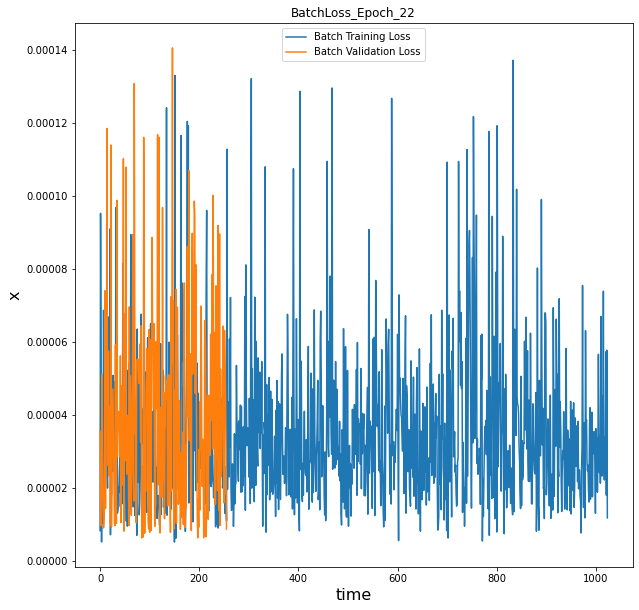 BatchLoss_Epoch_22
Batch Training Loss
Batch Validation Loss
0.00014
0.00012
0.00010
0.00008
0.00006
0.00004
0.00002
0.00000
x
0 200 400 600 800 1000
time